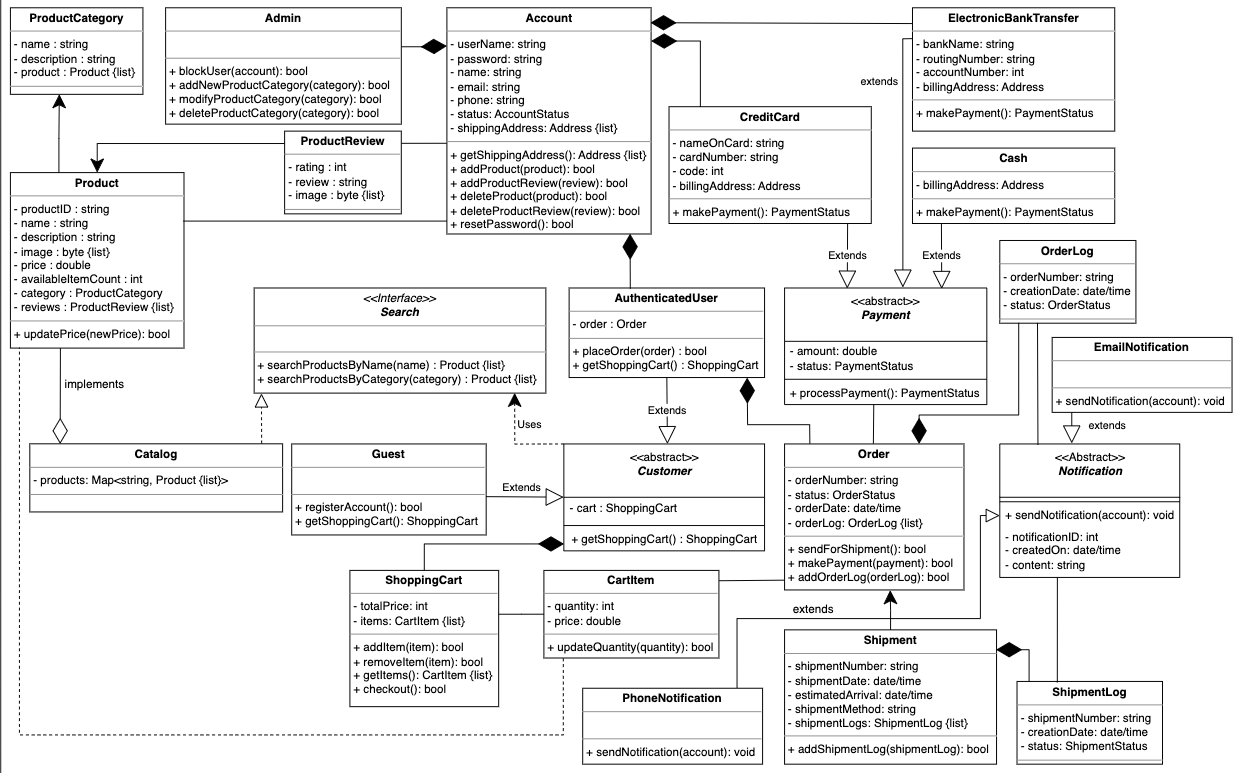 ProductCategory
- name : string
- description : string
- product : Product {list}
Admin
+ blockUser(account): bool
+ addNewProductCategory(category): bool
+ modifyProductCategory(category): bool
+ deleteProductCategory(category): bool
Account
- userName: string
- password: string
- name: string
- email: string
- phone: string
- status: AccountStatus
- shippingAddress: Address {list}
+ getShippingAddress(): Address {list}
+ addProduct(product): bool
+ addProductReview(review): bool
+ deleteProduct(product): bool
+ deleteProductReview(review): bool
+ resetPassword(): bool
ElectronicBankTransfer
- bankName: string
- routingNumber: string
- accountNumber: int
- billingAddress: Address
+ makePayment(): PaymentStatus
extends
CreditCard
- nameOnCard: string
- cardNumber: string
- code: int
- billingAddress: Address
+ makePayment(): PaymentStatus
Cash
- billingAddress: Address
+ makePayment(): PaymentStatus
ProductReview
- rating : int
- review : string
- image : byte {list}
Product
- productID : string
- name : string
- description : string
- image : byte {list}
- price : double
- availableItemCount : int
- category : ProductCategory
- reviews : ProductReview {list}
+ updatePrice(newPrice): bool
implements
Extends
Extends
OrderLog
- orderNumber: string
- creationDate: date/time
- status: OrderStatus
<<Interface>>
Search
+ searchProductsByName(name) : Product {list}
+ searchProductsByCategory(category) : Product {list}
AuthenticatedUser
- order : Order
+ placeOrder(order) : bool
+ getShoppingCart() : ShoppingCart
<<abstract>>
Payment
- amount: double
- status: PaymentStatus
+ processPayment(): PaymentStatus
EmailNotification
+ sendNotification(account): void
extends
Uses
Extends
Catalog
- products: Map<string, Product {list}>
Guest
+ registerAccount(): bool
+ getShoppingCart(): ShoppingCart
Extends
<<abstract>>
Customer
- cart : ShoppingCart
+ getShoppingCart() : ShoppingCart
Order
- orderNumber: string
- status: OrderStatus
- orderDate: date/time
- orderLog: OrderLog {list}
+ sendForShipment(): bool
+ makePayment(payment): bool
+ addOrderLog(orderLog): bool
<<Abstract>>
Notification
+ sendNotification(account): void
- notificationID: int
- createdOn: date/time
- content: string
ShoppingCart
- totalPrice: int
- items: CartItem {list}
+ addItem(item): bool
+ removeItem(item): bool
+ getItems(): CartItem {list}
+ checkout(): bool
CartItem
- quantity: int
- price: double
+ updateQuantity(quantity): bool
extends
PhoneNotification
+ sendNotification(account): void
Shipment
- shipmentNumber: string
- shipmentDate: date/time
- estimatedArrival: date/time
- shipmentMethod: string
- shipmentLogs: ShipmentLog {list}
+ addShipmentLog(shipmentLog): bool
ShipmentLog
- shipmentNumber: string
- creationDate: date/time
- status: ShipmentStatus